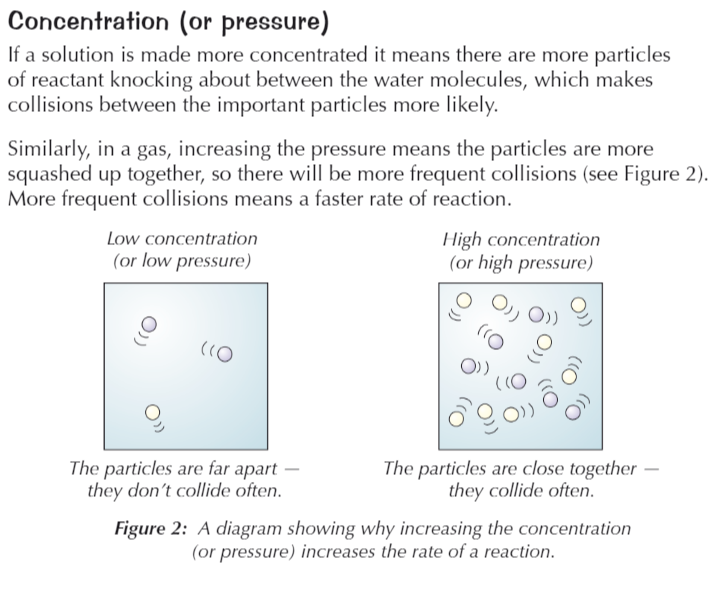 Concentration (or pressure)
If a solution is made more concentrated it means there are more particles
of reactant knocking about between the water molecules, which makes
collisions between the important particles more likely.
Similarly, in a gas, increasing the pressure means the particles are more
squashed up together, so there will be more frequent collisions (see Figure 2).
More frequent collisions means a faster rate of reaction.
Low concentration
(or low pressure)
High concentration
(or high pressure)
The particles are far apart —
they don't collide often.
The particles are close together —
they collide often.
Figure 2: A diagram showing why increasing the concentration
(or pressure) increases the rate of a reaction.